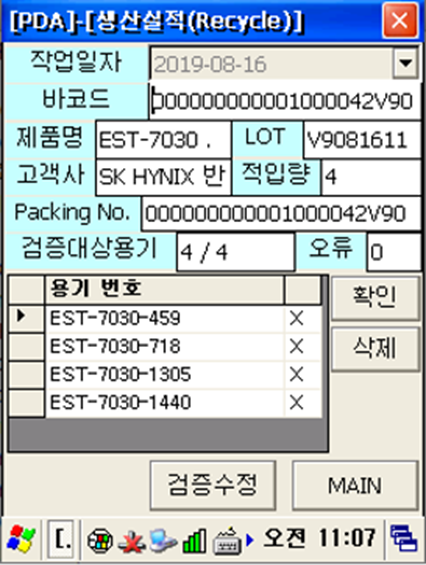 [PDA]-[생산실적(Recycle)]
작업일자 2019-08-16
바코드 00000000001000042V90
제품명 EST-7030 . LOT V9081611
고객사 SK HYNIX 반 적입량 4
Packing No. 000000000001000042V90
검증대상용기 4 / 4 오류 0
용기 번호
확인
EST-7030-459 X
EST-7030-718 X
삭제
EST-7030-1305 X
EST-7030-1440 X
검증수정 MAIN
[. 오전 11:07